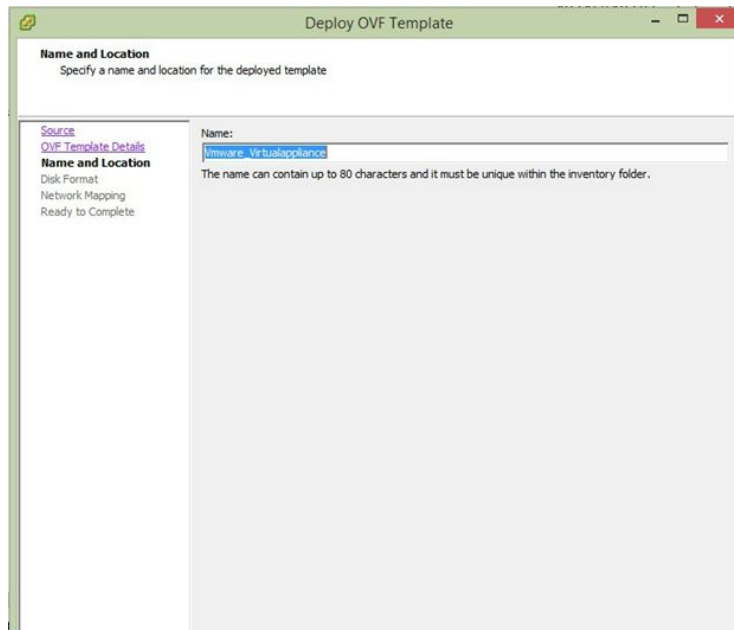 Deploy OVF Template
Name and Location
Specify a name and location for the deployed template
Source
OVF Template Details
Name and Location
Disk Format
Network Mapping
Ready to Complete
Name:
Vmware_Virtualappliance
The name can contain up to 80 characters and it must be unique within the inventory folder.